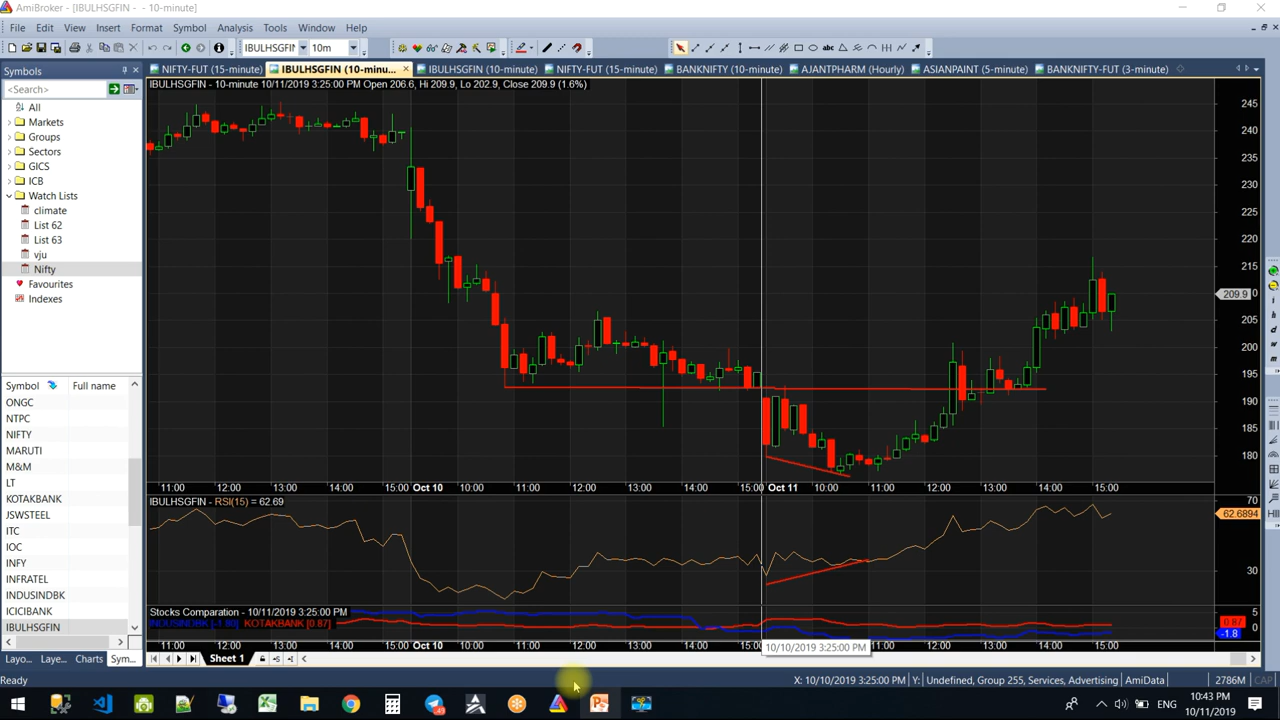 AmiBroker - [IBULHSGFIN - - 10-minute]
File Edit View Insert Format Symbol Analysis Tools Window Help
IBULHSGFIN 10m
Symbols
NIFTY-FUT (15-minute) IBULHSGFIN (10-minu... IBULHSGFIN (10-minute) NIFTY-FUT (15-minute) BANKNIFTY (10-minute) AJANTPHARM (Hourly) ASIANPAINT (5-minute) BANKNIFTY-FUT (3-minute)
<Search>
All
Markets
Groups
Sectors
GICS
ICB
Watch Lists
climate
List 62
List 63
vju
Nifty
Favourites
Indexes
Symbol Full name
ONGC
NTPC
NIFTY
MARUTI
M&M
LT
KOTAKBANK
JSWSTEEL
ITC
IOC
INFY
INFRATEL
INDUSINDBK
ICICIBANK
IBULHSGFIN
Layo... Laye... Charts Sym...
IBULHSGFIN - 10-minute 10/11/2019 3:25:00 PM Open 206.6, Hi 209.9, Lo 202.9, Close 209.9 (1.6%)
245
240
235
230
225
220
215
209.9 0
205
200
195
190
185
180
11:00 12:00 13:00 14:00 15:00 Oct 10 11:00 12:00 13:00 14:00 15:00 Oct 11 10:00 11:00 12:00 13:00 14:00 15:00
IBULHSGFIN - RSI(15) = 62.69
70
62.6894
30
Stocks Comparation - 10/11/2019 3:25:00 PM
INDUSINDBK [-1.80] KOTAKBANK [0.87]
5
0.87 0
-1.8
11:00 12:00 13:00 14:00 15:00 Oct 10 11:00 12:00 13:00 14:00 15:00 11:00 12:00 13:00 14:00 15:00
10/10/2019 3:25:00 PM
Sheet 1
Ready
X: 10/10/2019 3:25:00 PM Y: Undefined, Group 255, Services, Advertising AmiData 2786M CAP
ENG
10:43 PM
10/11/2019